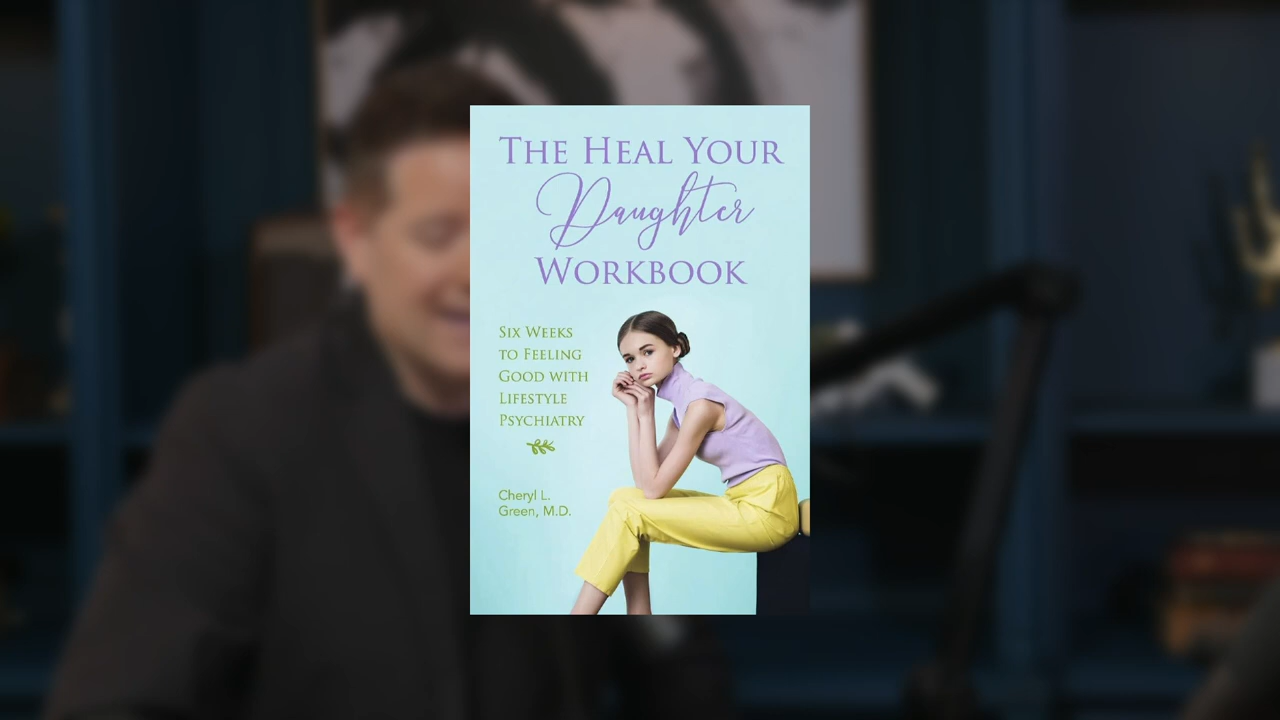 The Heal Your
Daughter
Workbook
Six Weeks
to Feeling
Good with
Lifestyle
Psychiatry
Cheryl L.
Green, M.D.